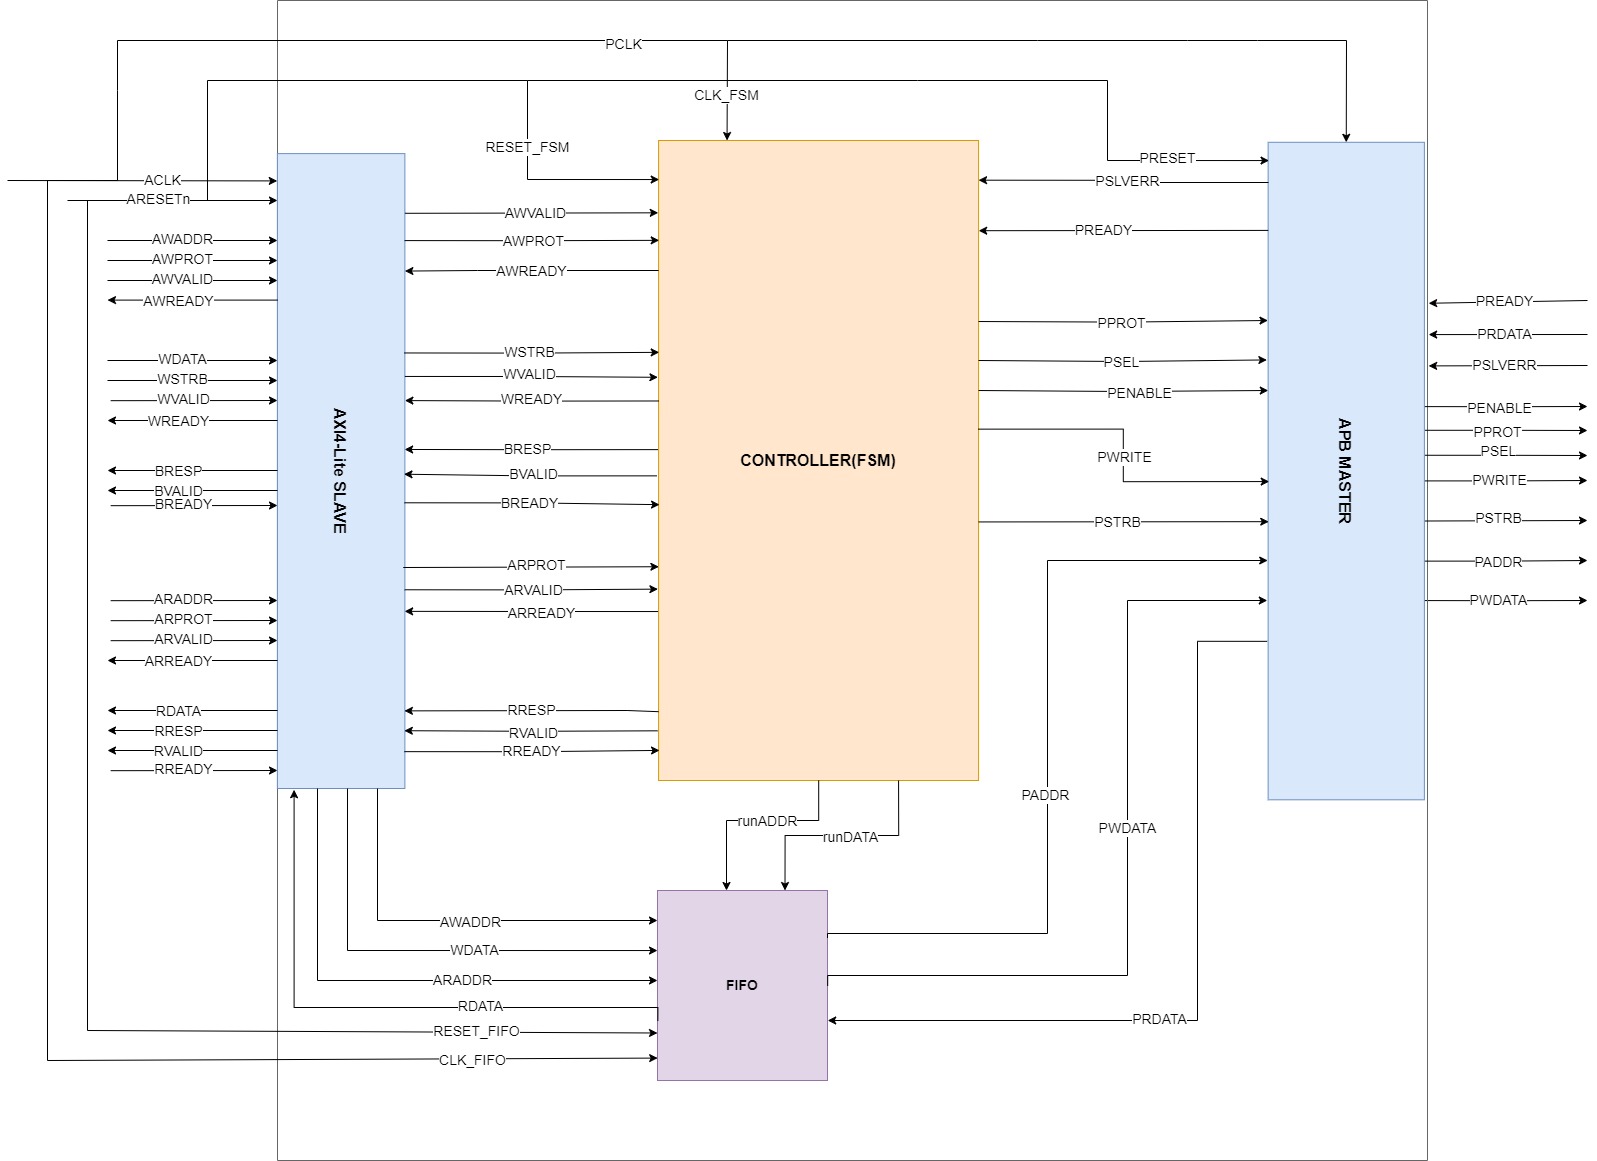 PCLK
CLK_FSM
RESET_FSM
PRESET
ACLK
PSLVERR
ARESETn
AWVALID
PREADY
AWADDR
AWPROT
AWPROT
AWREADY
AWVALID
AWREADY
PREADY
PPROT
PRDATA
WSTRB
PSEL
WDATA
PSLVERR
WVALID
WSTRB
PENABLE
WREADY
WVALID
PENABLE
WREADY
PPROT
BRESP
PSEL
PWRITE
AXI4-Lite SLAVE
CONTROLLER(FSM)
APB MASTER
BRESP
BVALID
PWRITE
BVALID
BREADY
BREADY
PSTRB
PSTRB
ARPROT
PADDR
ARVALID
ARADDR
PWDATA
ARREADY
ARPROT
ARVALID
ARREADY
RDATA
RRESP
RRESP
RVALID
RVALID
RREADY
RREADY
PADDR
runADDR
PWDATA
runDATA
AWADDR
WDATA
ARADDR
FIFO
RDATA
PRDATA
RESET_FIFO
CLK_FIFO